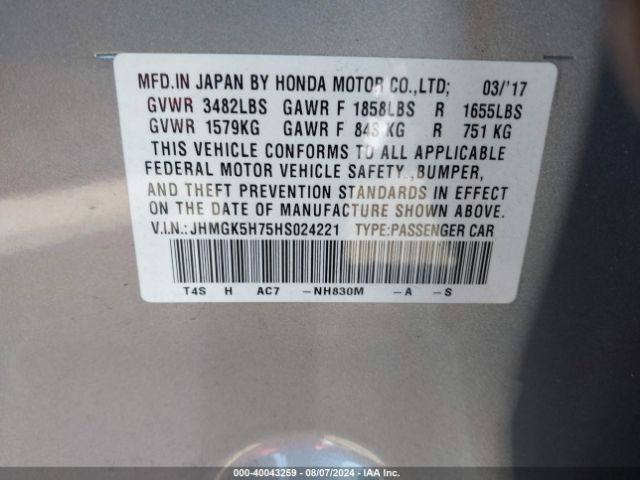 MFD.IN JAPAN BY HONDA MOTOR CO.,LTD; 03/'17
GVWR 3482LBS GAWR F 1858LBS R 1655LBS
GVWR 1579KG GAWR F 843 KG R 751 KG
THIS VEHICLE CONFORMS TO ALL APPLICABLE
FEDERAL MOTOR VEHICLE SAFETY ,BUMPER,
AND THEFT PREVENTION STANDARDS IN EFFECT
ON THE DATE OF MANUFACTURE SHOWN ABOVE.
V.I.N.: JHMGK5H75HS024221 TYPE:PASSENGER CAR
T4S H AC7 -NH830M -A -S
000-40043259 - 08/07/2024 - IAA Inc.